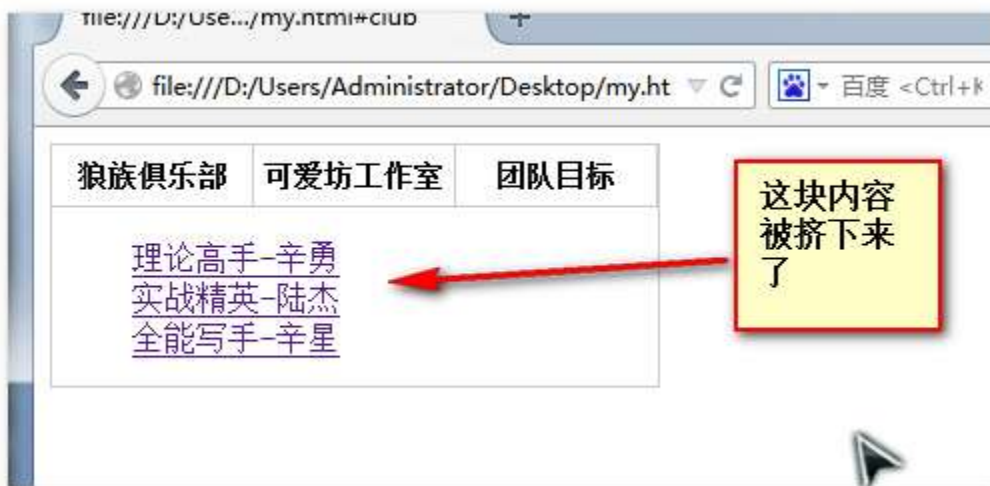 file:///D:/Use.../my.html#club
+
file:///D:/Users/Administrator/Desktop/my.ht
百度 <Ctrl+K
狼族俱乐部 可爱坊工作室 团队目标
理论高手-辛勇
实战精英-陆杰
全能写手-辛星
这块内容
被挤下来
了